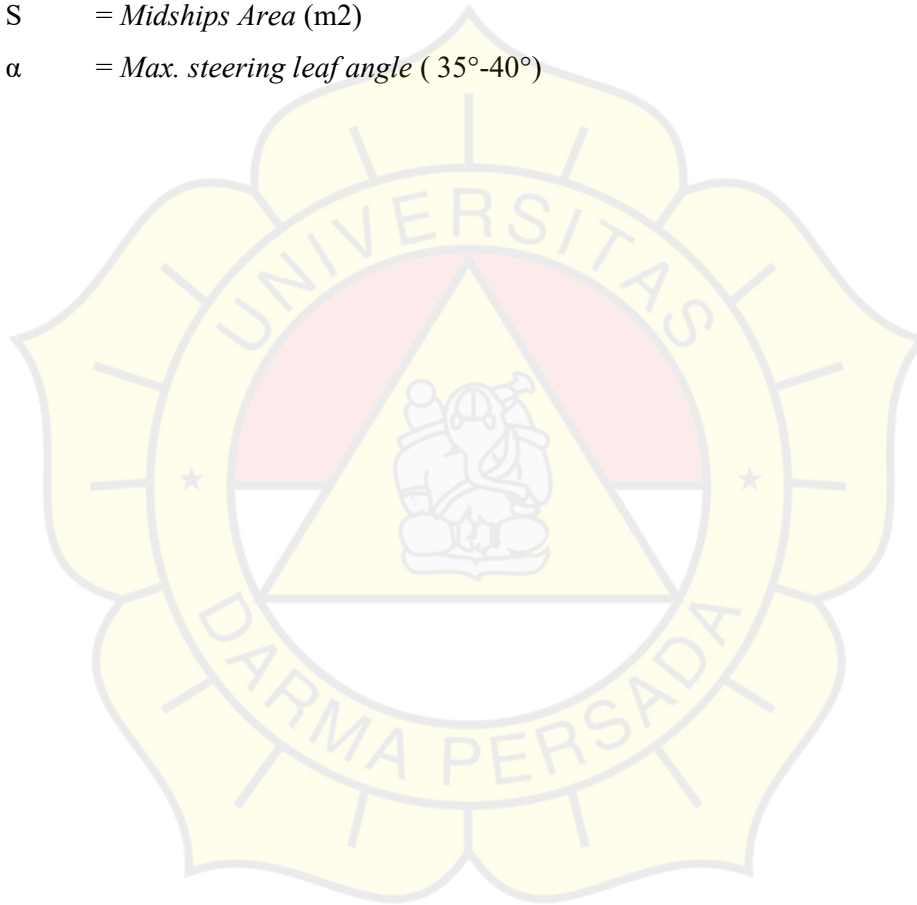 S = Midships Area (m2)
α = Max. steering leaf angle ( 35°-40°)
UNIVERSITAS
DARMA PERSADA